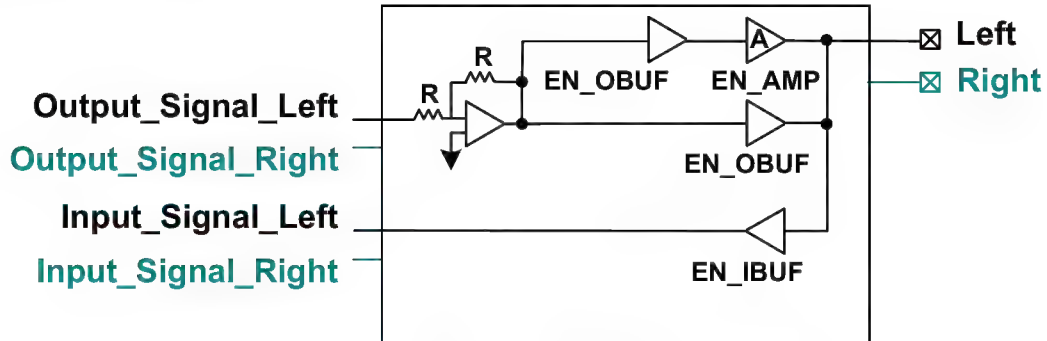 Left
R
A
EN_OBUF
EN_AMP
Right
R
Output_Signal_Left
Output_Signal_Right
EN_OBUF
Input_Signal_Left
Input_Signal_Right
EN_IBUF